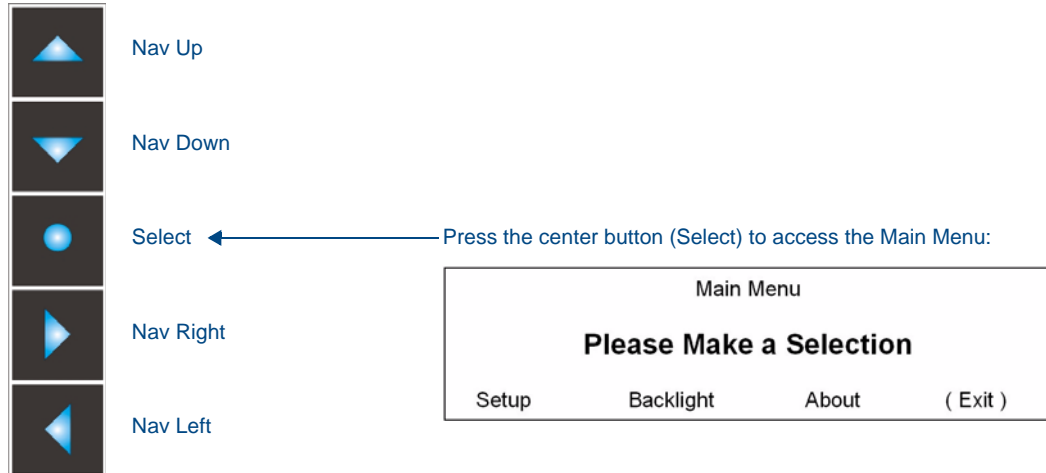 Nav Up
Nav Down
Select
Press the center button (Select) to access the Main Menu:
Main Menu
Please Make a Selection
Setup Backlight About ( Exit )
Nav Right
Nav Left